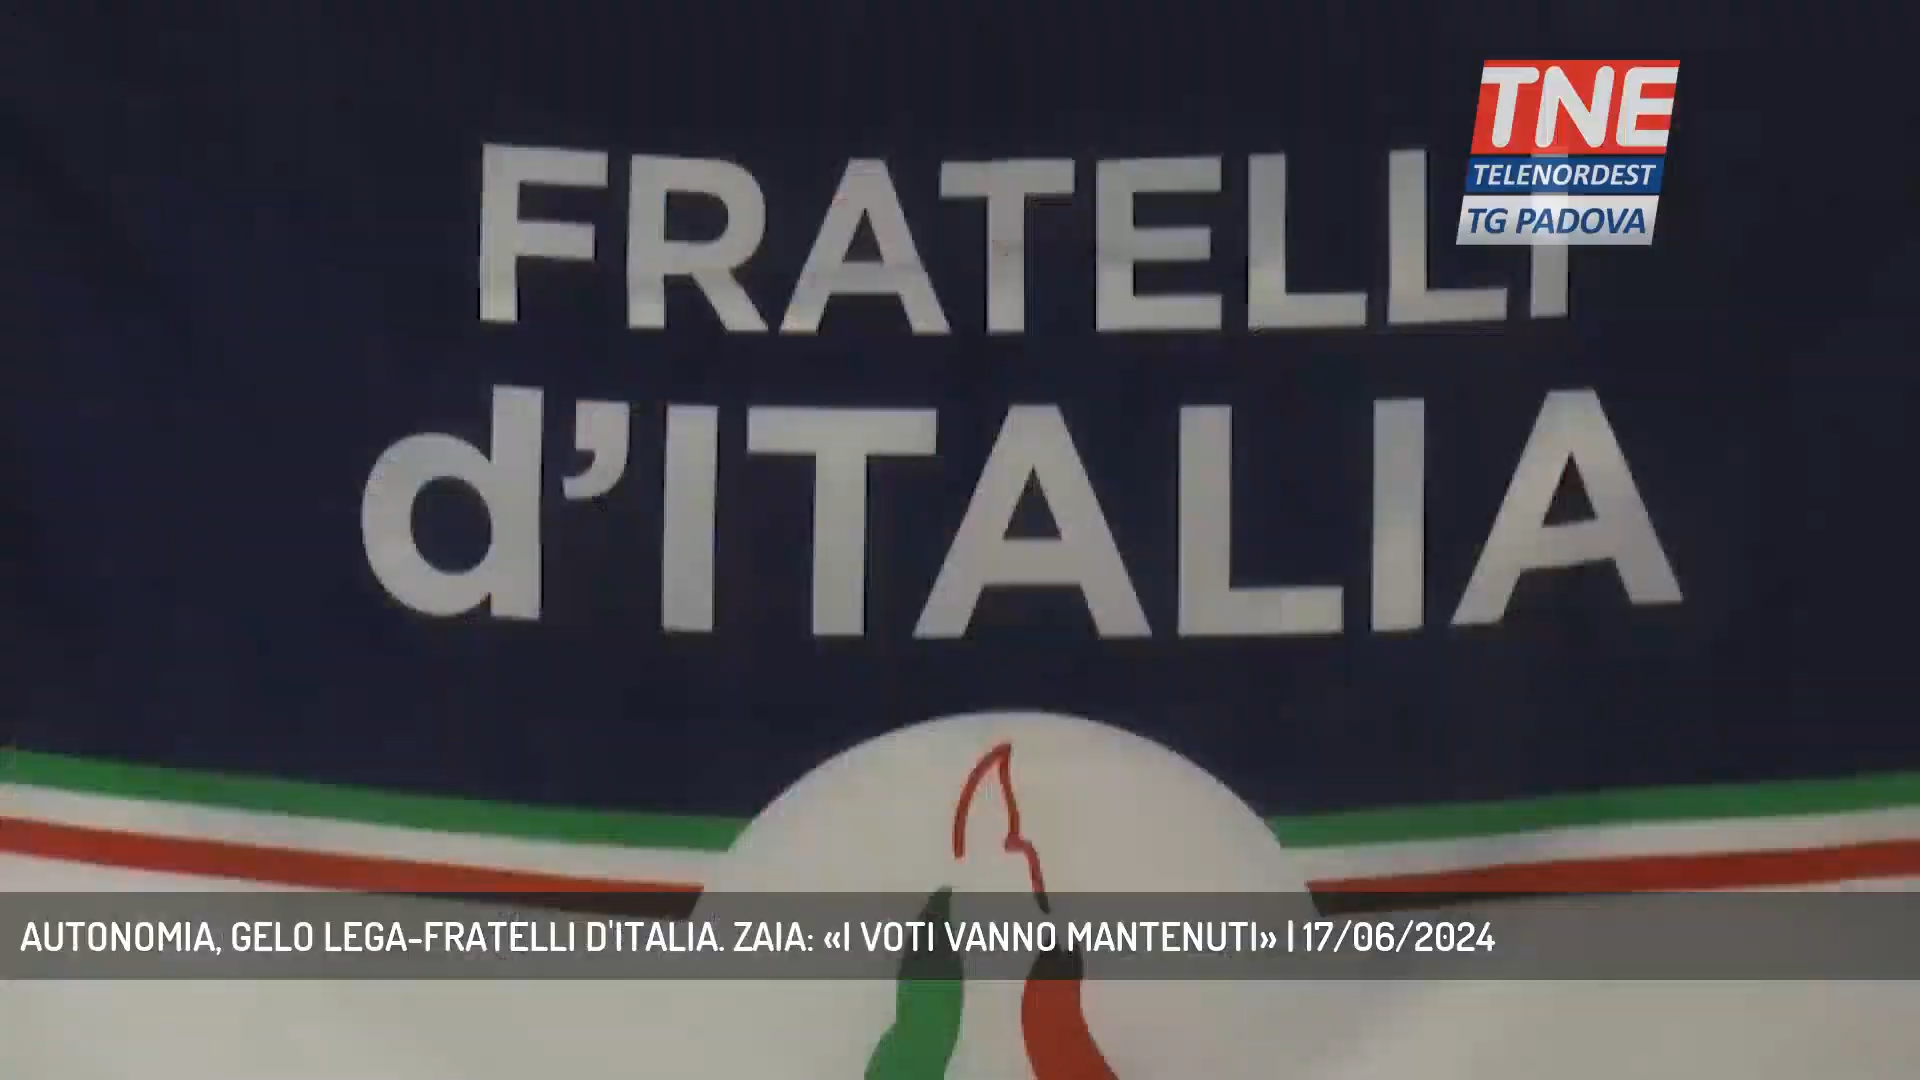 TNE
TELENORDEST
TG PADOVA
FRATELLI
d'ITALIA
AUTONOMIA, GELO LEGA-FRATELLI D'ITALIA. ZAIA: «I VOTI VANNO MANTENUTI» | 17/06/2024